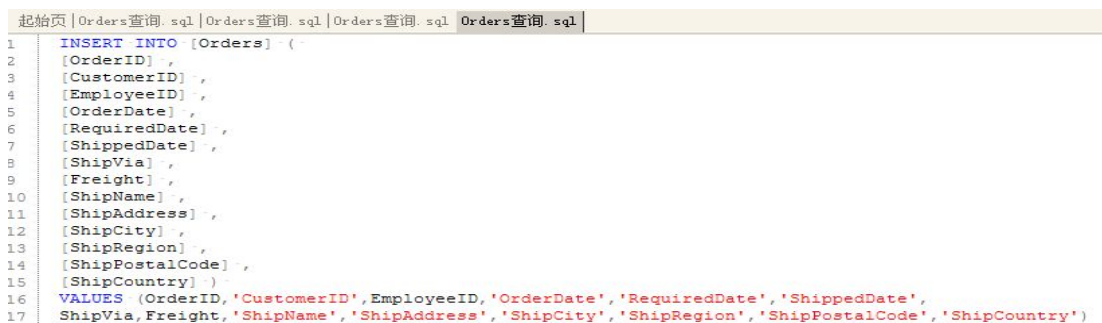 起始页|Orders查询.sql|Orders查询.sql|Orders查询.sql Orders查询.sql
1 INSERT INTO [Orders] (
2 [OrderID] ,
3 [CustomerID] ,
4 [EmployeeID] ,
5 [OrderDate] ,
6 [RequiredDate] ,
7 [ShippedDate] ,
8 [ShipVia] ,
9 [Freight] ,
10 [ShipName] ,
11 [ShipAddress] ,
12 [ShipCity] ,
13 [ShipRegion] ,
14 [ShipPostalCode] ,
15 [ShipCountry] )
16 VALUES (OrderID,'CustomerID',EmployeeID,'OrderDate','RequiredDate','ShippedDate',
17 ShipVia,Freight,'ShipName','ShipAddress','ShipCity','ShipRegion','ShipPostalCode','ShipCountry')